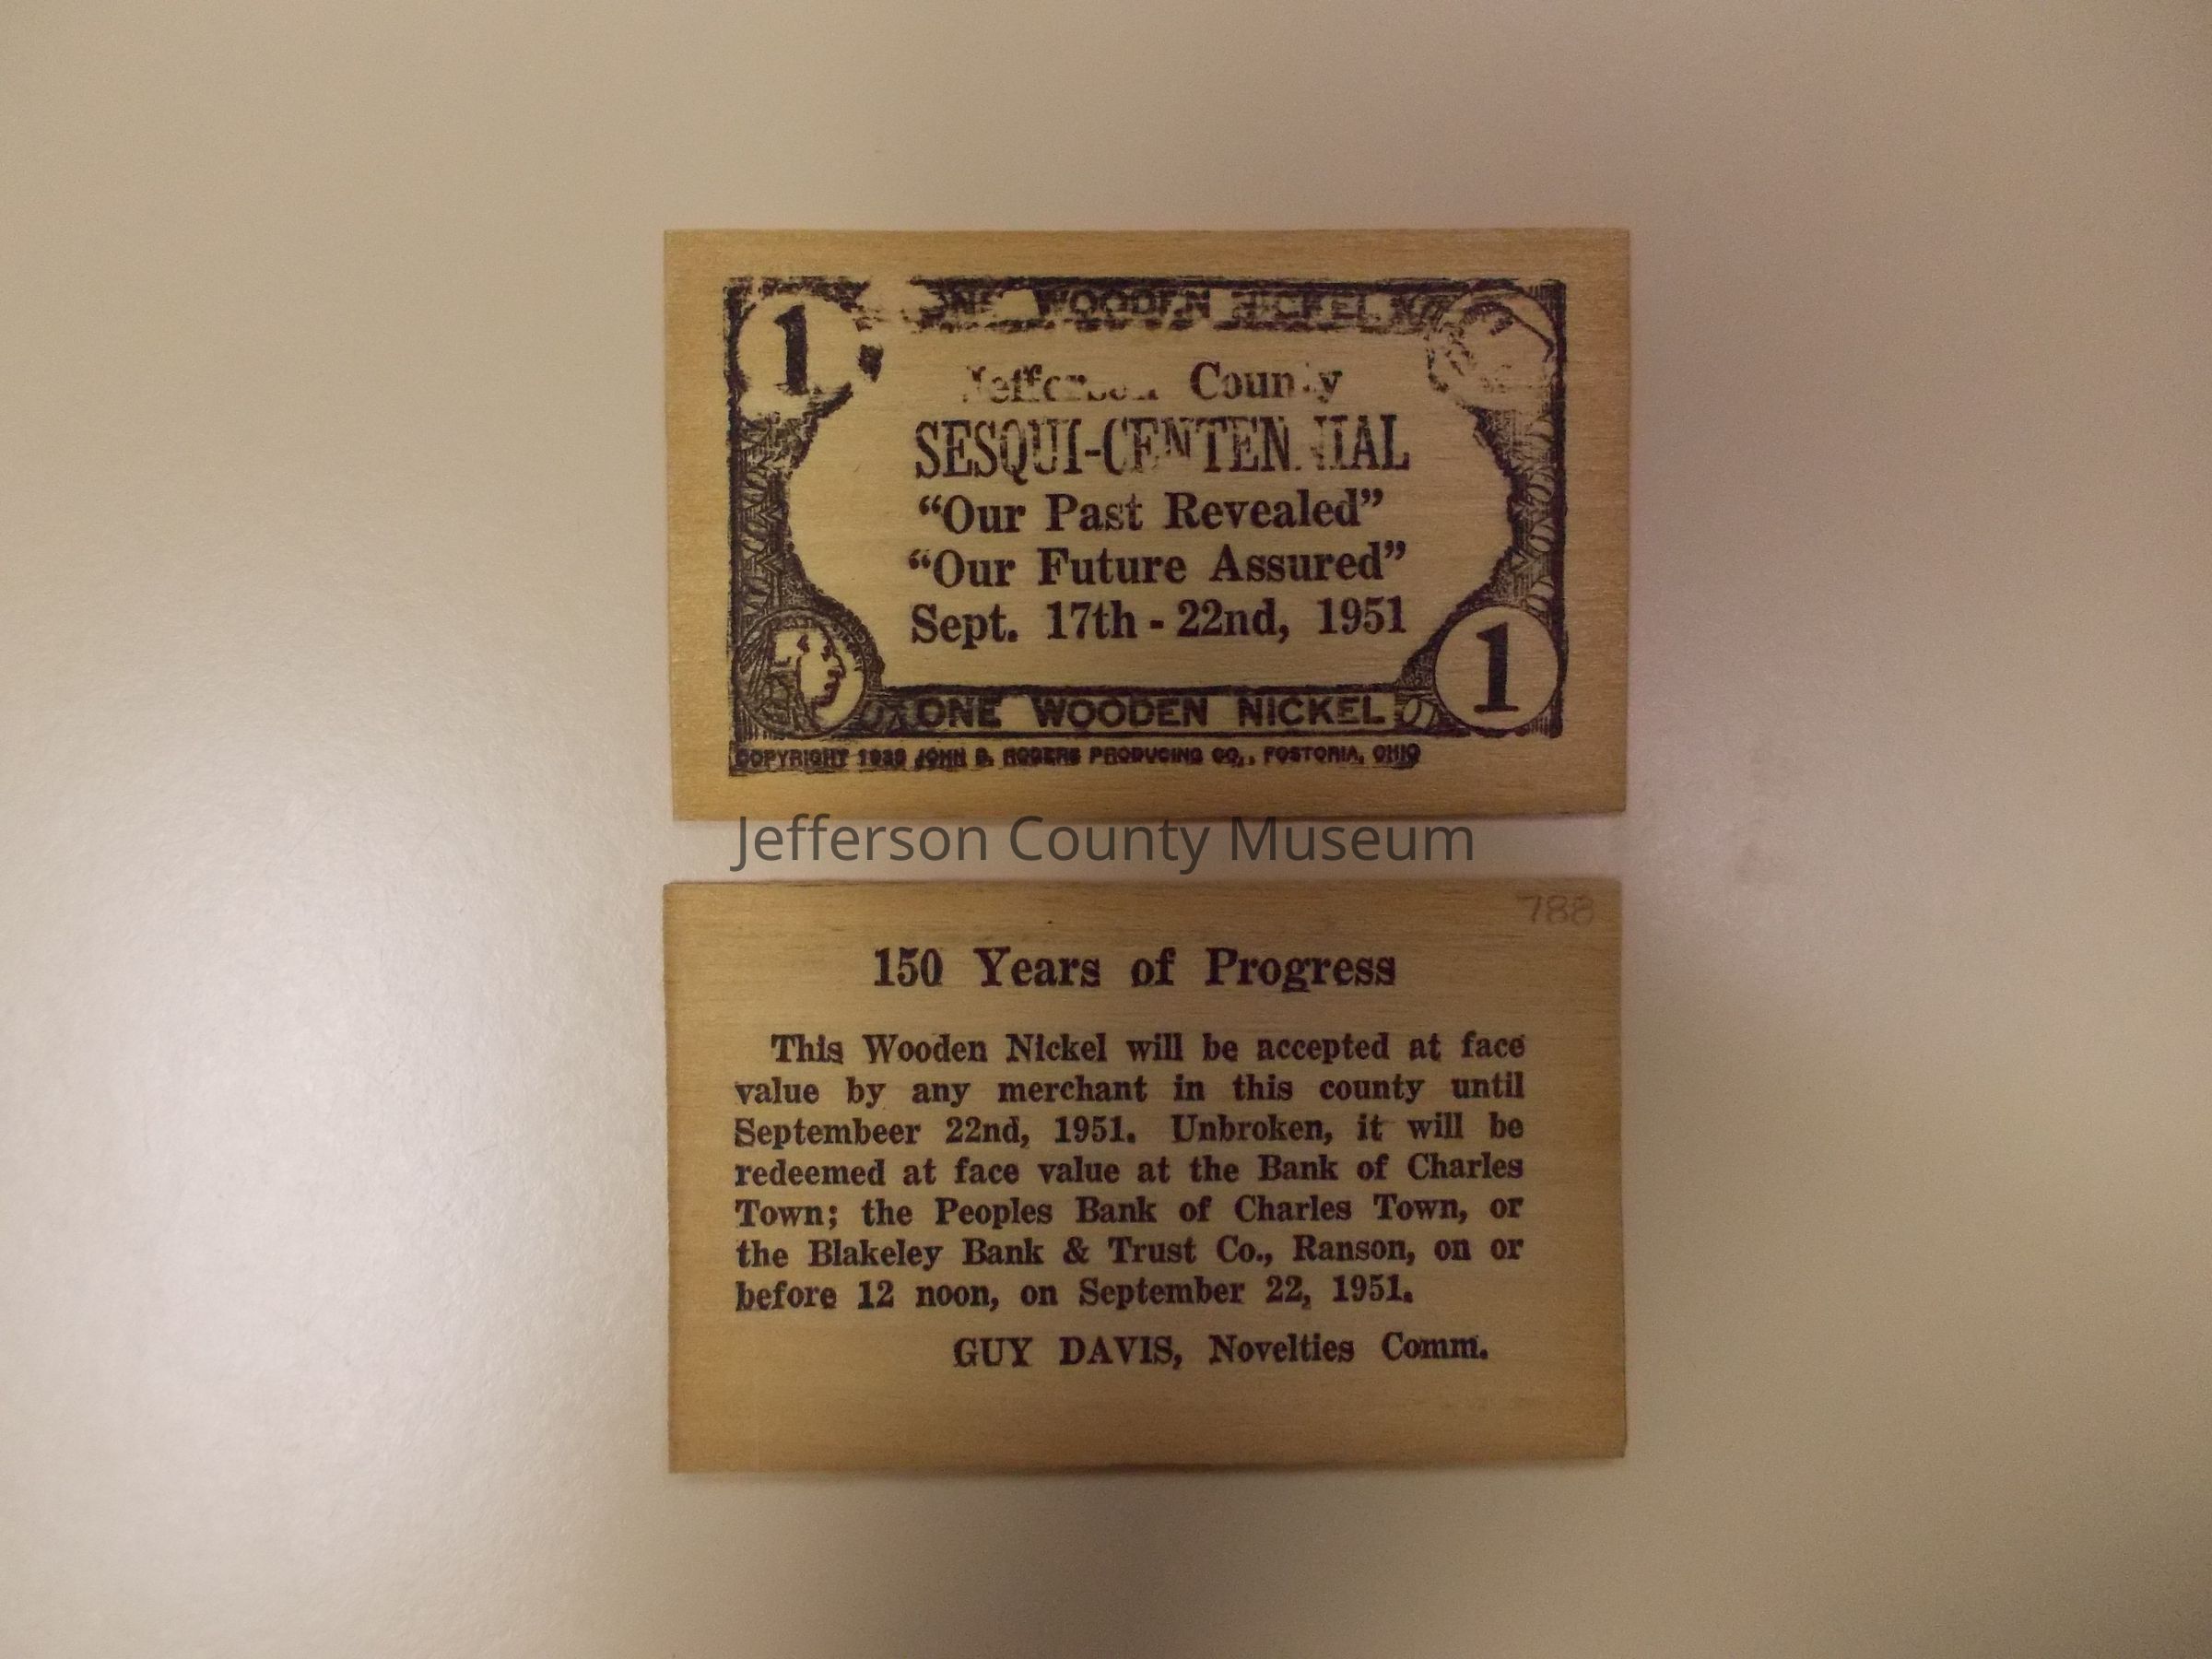 1
ONE WOODEN NICKEL
Jefferson County
SESQUI-CENTENNIAL
“Our Past Revealed”
“Our Future Assured”
Sept. 17th - 22nd, 1951
ONE WOODEN NICKEL
1
COPYRIGHT JOHN B. ROGERS PRODUCING CO., FOSTORIA, OHIO
Jefferson County Museum
788
150 Years of Progress
This Wooden Nickel will be accepted at face
value by any merchant in this county until
Septembeer 22nd, 1951. Unbroken, it will be
redeemed at face value at the Bank of Charles
Town; the Peoples Bank of Charles Town, or
the Blakeley Bank & Trust Co., Ranson, on or
before 12 noon, on September 22, 1951.
GUY DAVIS, Novelties Comm.